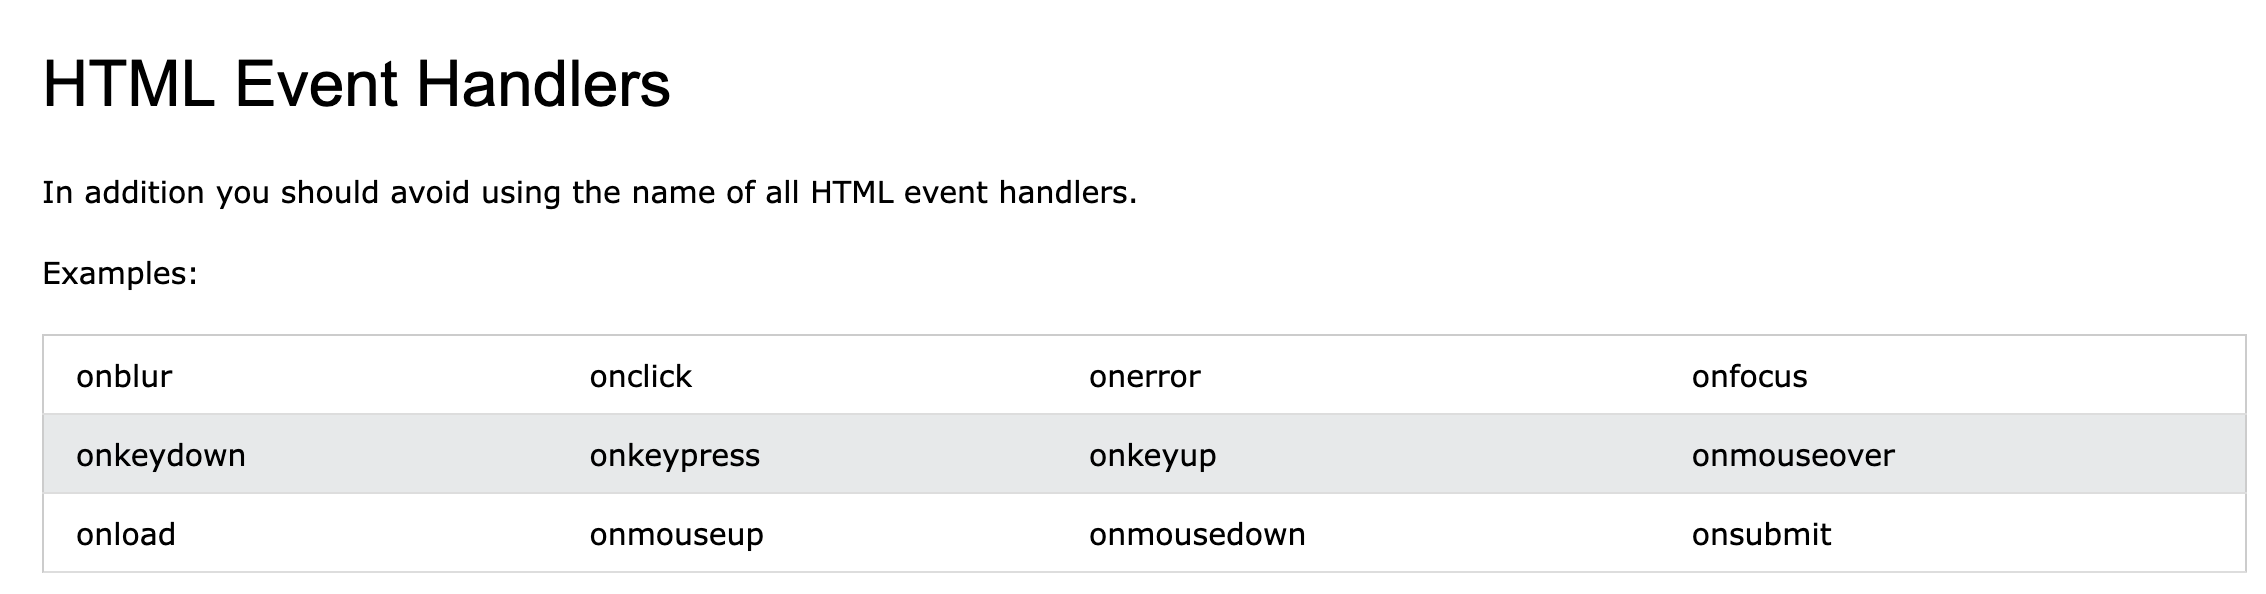 HTML Event Handlers
In addition you should avoid using the name of all HTML event handlers.
Examples:
onblur onclick onerror onfocus
onkeydown onkeypress onkeyup onmouseover
onload onmouseup onmousedown onsubmit